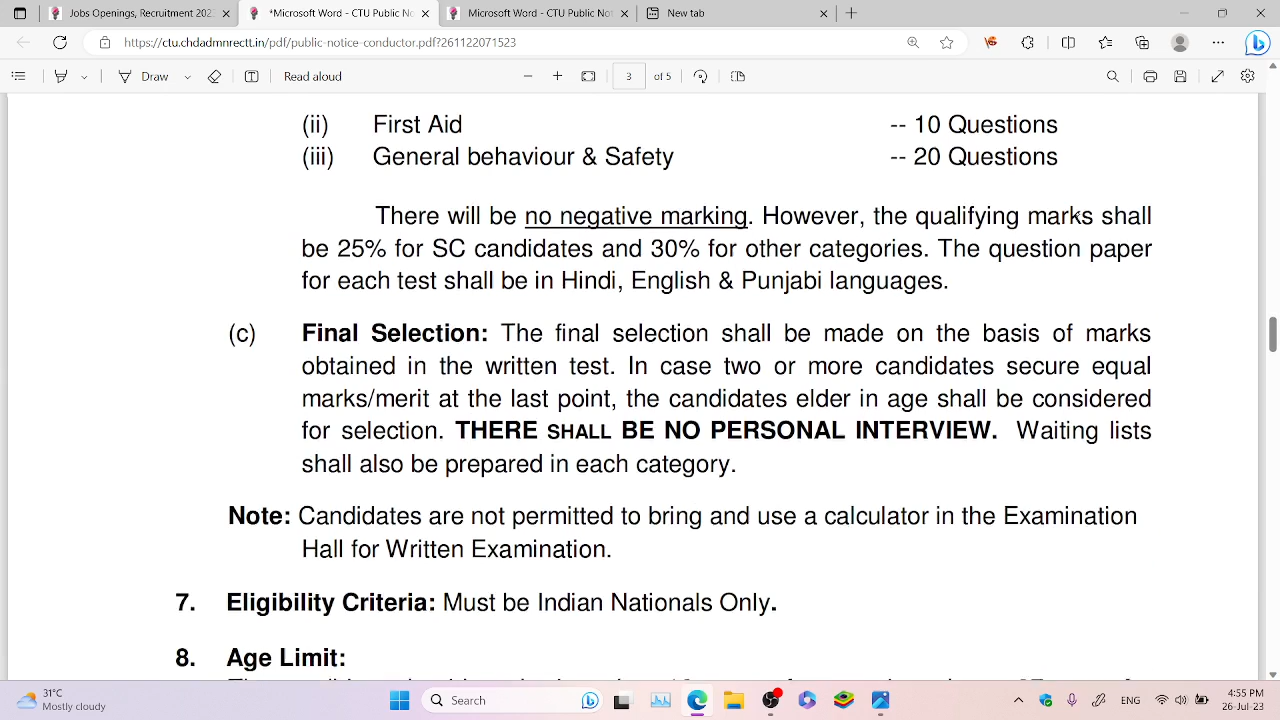 Jobs Openings, Recruitment 202
*Microsoft Word - CTU Public No
Microsoft Word - CTU Public Not
New tab
https://ctu.chdadmnrectt.in/pdf/public-notice-conductor.pdf?261122071523
Draw
Read aloud
3 of 5
(ii) First Aid -- 10 Questions
(iii) General behaviour & Safety -- 20 Questions
There will be no negative marking. However, the qualifying marks shall
be 25% for SC candidates and 30% for other categories. The question paper
for each test shall be in Hindi, English & Punjabi languages.
(c) Final Selection: The final selection shall be made on the basis of marks
obtained in the written test. In case two or more candidates secure equal
marks/merit at the last point, the candidates elder in age shall be considered
for selection. THERE SHALL BE NO PERSONAL INTERVIEW. Waiting lists
shall also be prepared in each category.
Note: Candidates are not permitted to bring and use a calculator in the Examination
Hall for Written Examination.
7. Eligibility Criteria: Must be Indian Nationals Only.
8. Age Limit:
31°C
Mostly cloudy
Search
ENG
4:55 PM
26-Jul-23